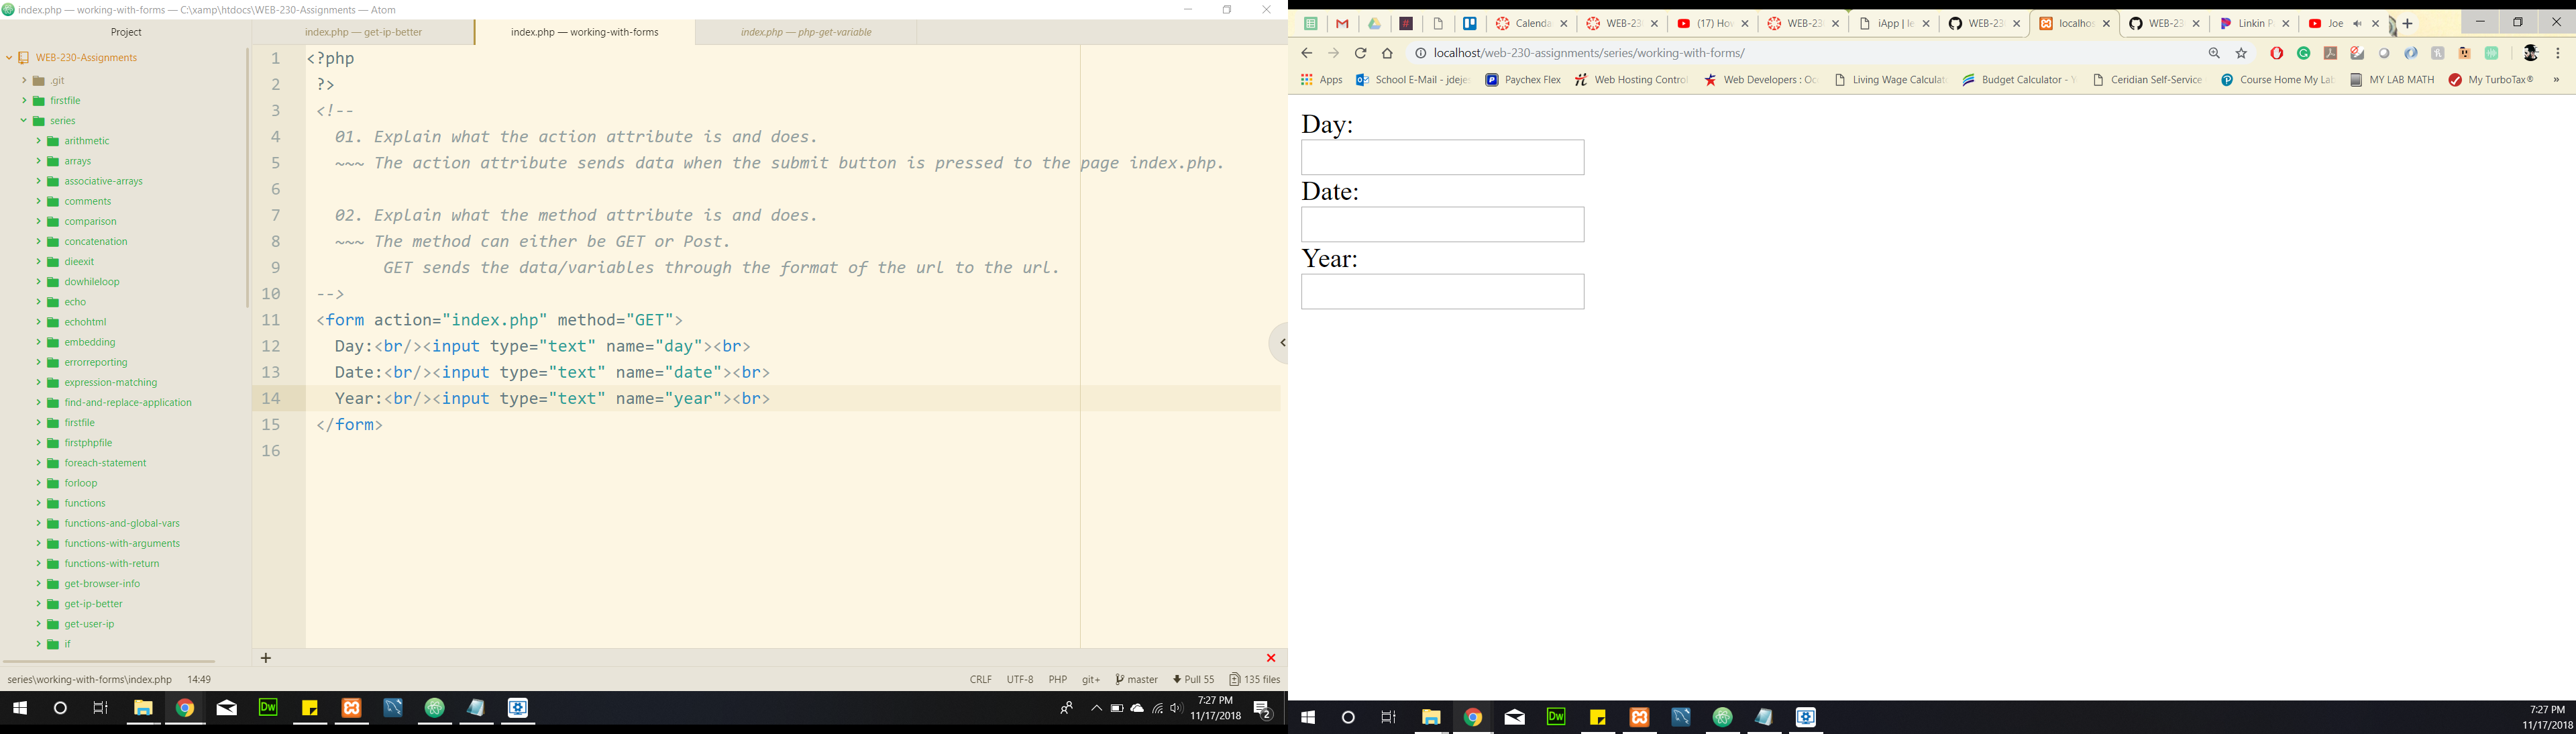 index.php — working-with-forms — C:\xamp\htdocs\WEB-230-Assignments — Atom
Project
index.php — get-ip-better
index.php — working-with-forms
index.php — php-get-variable
WEB-230-Assignments
.git
firstfile
series
arithmetic
arrays
associative-arrays
comments
comparison
concatenation
dieexit
dowhileloop
echo
echohtml
embedding
errorreporting
expression-matching
find-and-replace-application
firstfile
firstphpfile
foreach-statement
forloop
functions
functions-and-global-vars
functions-with-arguments
functions-with-return
get-browser-info
get-ip-better
get-user-ip
if
1 <?php
2 ?>
3 <!--
4 01. Explain what the action attribute is and does.
5 ~~~ The action attribute sends data when the submit button is pressed to the page index.php.
6
7 02. Explain what the method attribute is and does.
8 ~~~ The method can either be GET or Post.
9 GET sends the data/variables through the format of the url to the url.
10 -->
11 <form action="index.php" method="GET">
12 Day:<br/><input type="text" name="day"><br>
13 Date:<br/><input type="text" name="date"><br>
14 Year:<br/><input type="text" name="year"><br>
15 </form>
16
series\working-with-forms\index.php 14:49
CRLF UTF-8 PHP git+ master Pull 55 135 files
Dw
7:27 PM
11/17/2018
2
Calenda
WEB-23
(17) Ho
WEB-23
iApp | le
WEB-23
localhos
WEB-23
Linkin P
Joe
localhost/web-230-assignments/series/working-with-forms/
Apps
School E-Mail - jdeje
Paychex Flex
Web Hosting Control
Web Developers : Oc
Living Wage Calculat
Budget Calculator - Y
Ceridian Self-Service
Course Home My Lab
MY LAB MATH
My TurboTax®
»
Day:
Date:
Year:
Dw
7:27 PM
11/17/2018